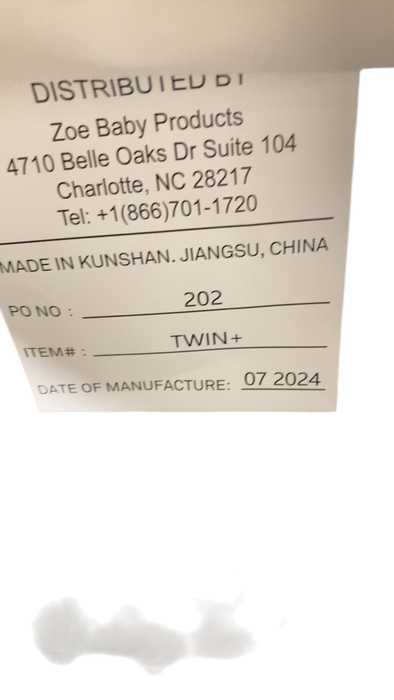 DISTRIBUTED BY
Zoe Baby Products
4710 Belle Oaks Dr Suite 104
Charlotte, NC 28217
Tel: +1(866)701-1720
MADE IN KUNSHAN. JIANGSU, CHINA
PO NO : 202
ITEM# : TWIN+
DATE OF MANUFACTURE: 07 2024